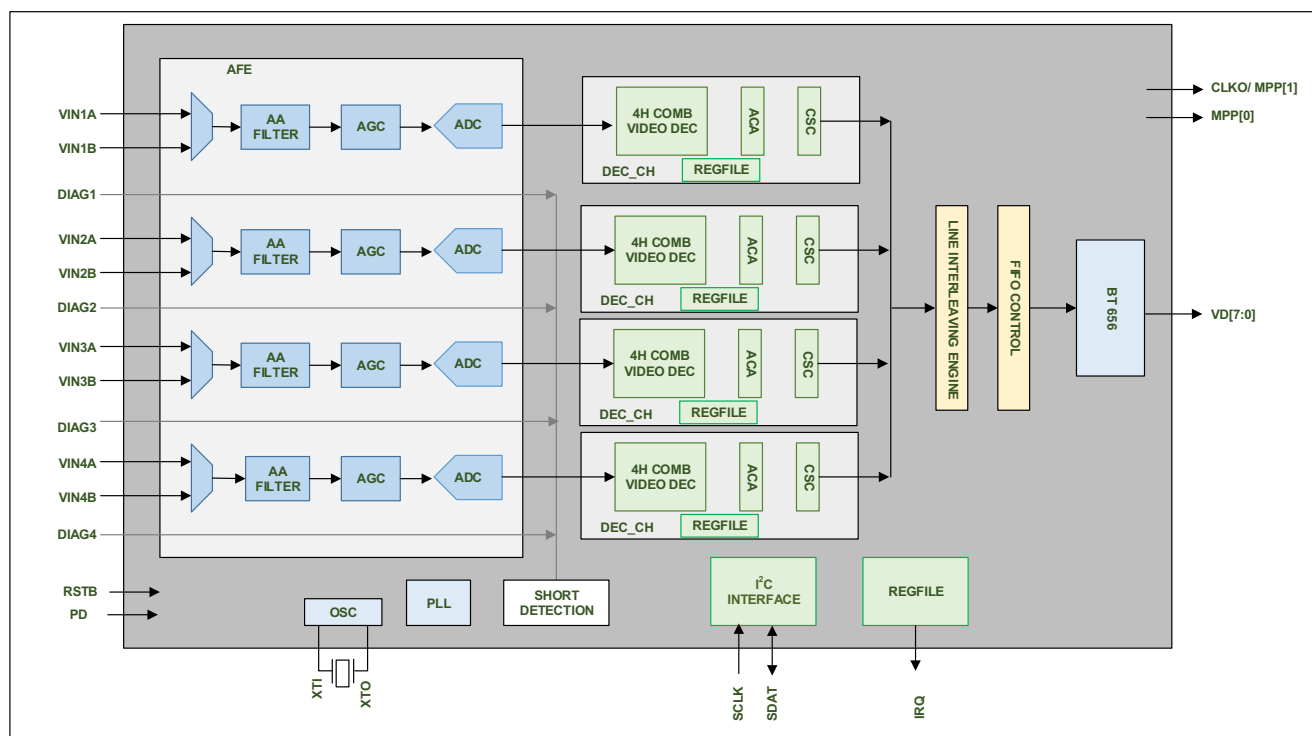 AFE
CLKO/ MPP[1]
MPP[0]
VIN1A
VIN1B
AA
FILTER
AGC
ADC
4H COMB
VIDEO DEC
ACA
CSC
DEC_CH
REGFILE
DIAG1
VIN2A
VIN2B
AA
FILTER
AGC
ADC
4H COMB
VIDEO DEC
ACA
CSC
DEC_CH
REGFILE
DIAG2
VIN3A
VIN3B
AA
FILTER
AGC
ADC
4H COMB
VIDEO DEC
ACA
CSC
DEC_CH
REGFILE
DIAG3
VIN4A
VIN4B
AA
FILTER
AGC
ADC
4H COMB
VIDEO DEC
ACA
CSC
DEC_CH
REGFILE
DIAG4
LINE INTERLEAVING ENGINE
FIFO CONTROL
BT 656
VD[7:0]
RSTB
PD
OSC
PLL
SHORT
DETECTION
I²C
INTERFACE
REGFILE
XTI
XTO
SCLK
SDAT
IRQ